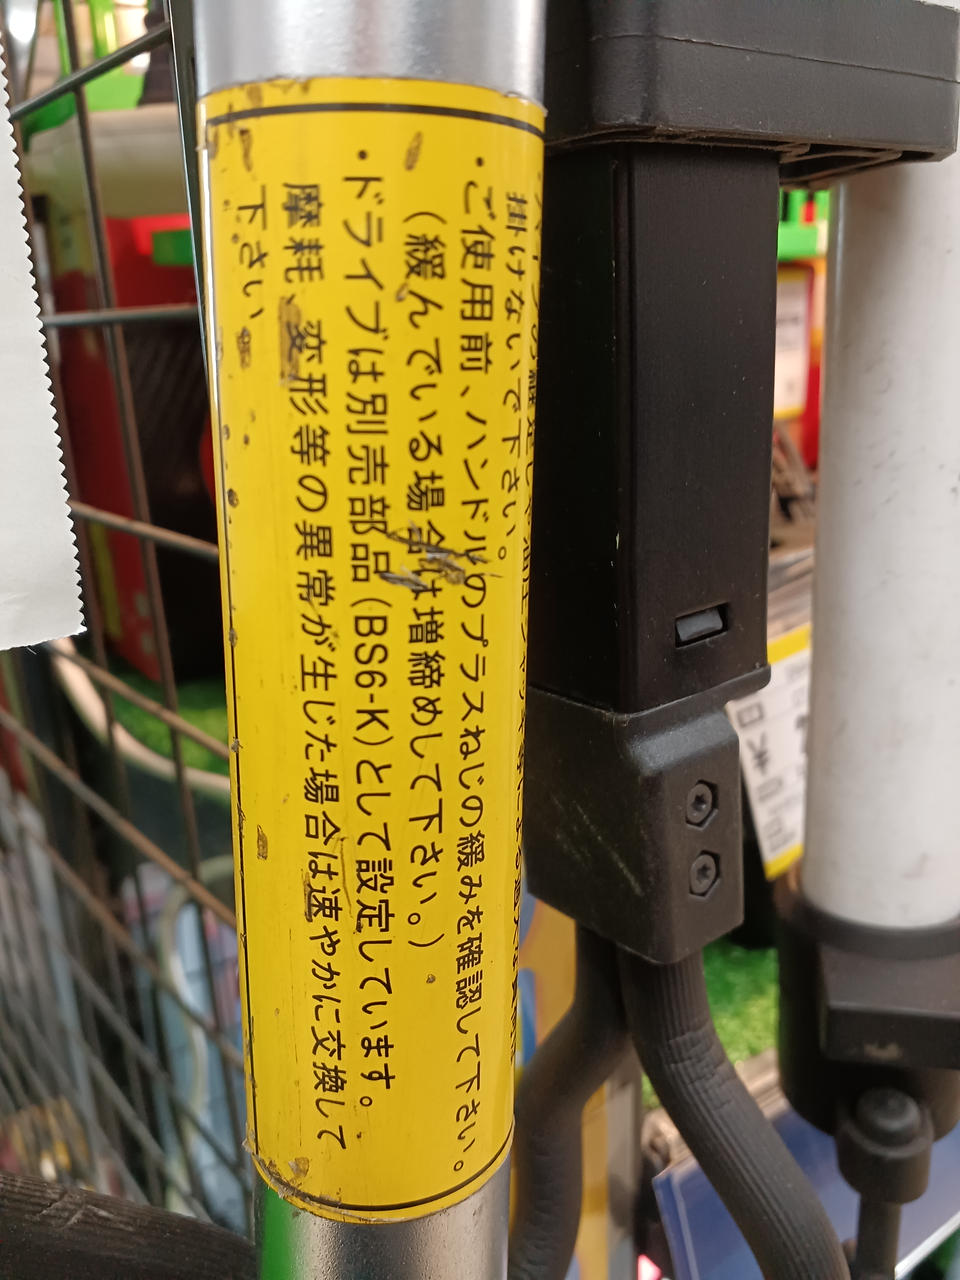 掛けないで下さい。
・ご使用前、ハンドルのプラスねじの緩みを確認して下さい。
（緩んでいる場合は増締めして下さい。）
・ドライブは別売部品(BS6-K)として設定しています。
摩耗、変形等の異常が生じた場合は速やかに交換して
下さい